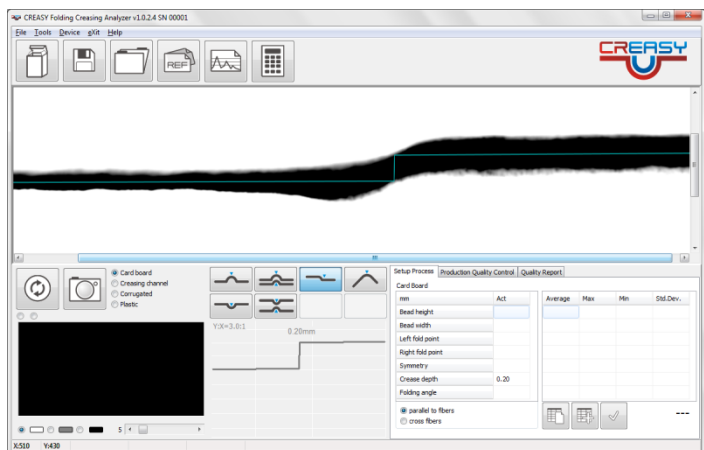 CREASY Folding Creasing Analyzer v1.0.2.4 SN 00001
File Tools Device eXit Help
REF
CREASY
Card board
Creasing channel
Corrugated
Plastic
Y:X=3.0:1
0.20mm
5
Setup Process Production Quality Control Quality Report
Card Board
mm Act Average Max Min Std.Dev.
Bead height
Bead width
Left fold point
Right fold point
Symmetry
Crease depth 0.20
Folding angle
parallel to fibers
cross fibers
---
X:510 Y:430